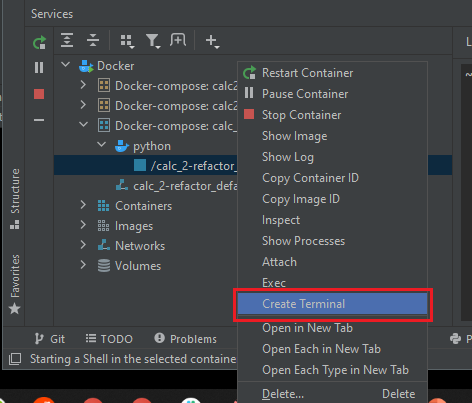 Services
L
Docker
Docker-compose: calc2
Docker-compose: calc2
Docker-compose: calc_
python
/calc_2-refactor_
calc_2-refactor_defa
Containers
Images
Networks
Volumes
Restart Container
Pause Container
Stop Container
Show Image
Show Log
Copy Container ID
Copy Image ID
Inspect
Show Processes
Attach
Exec
Create Terminal
Open in New Tab
Open Each in New Tab
Open Each Type in New Tab
Delete... Delete
Structure
Favorites
Git TODO Problems P
Starting a Shell in the selected containe